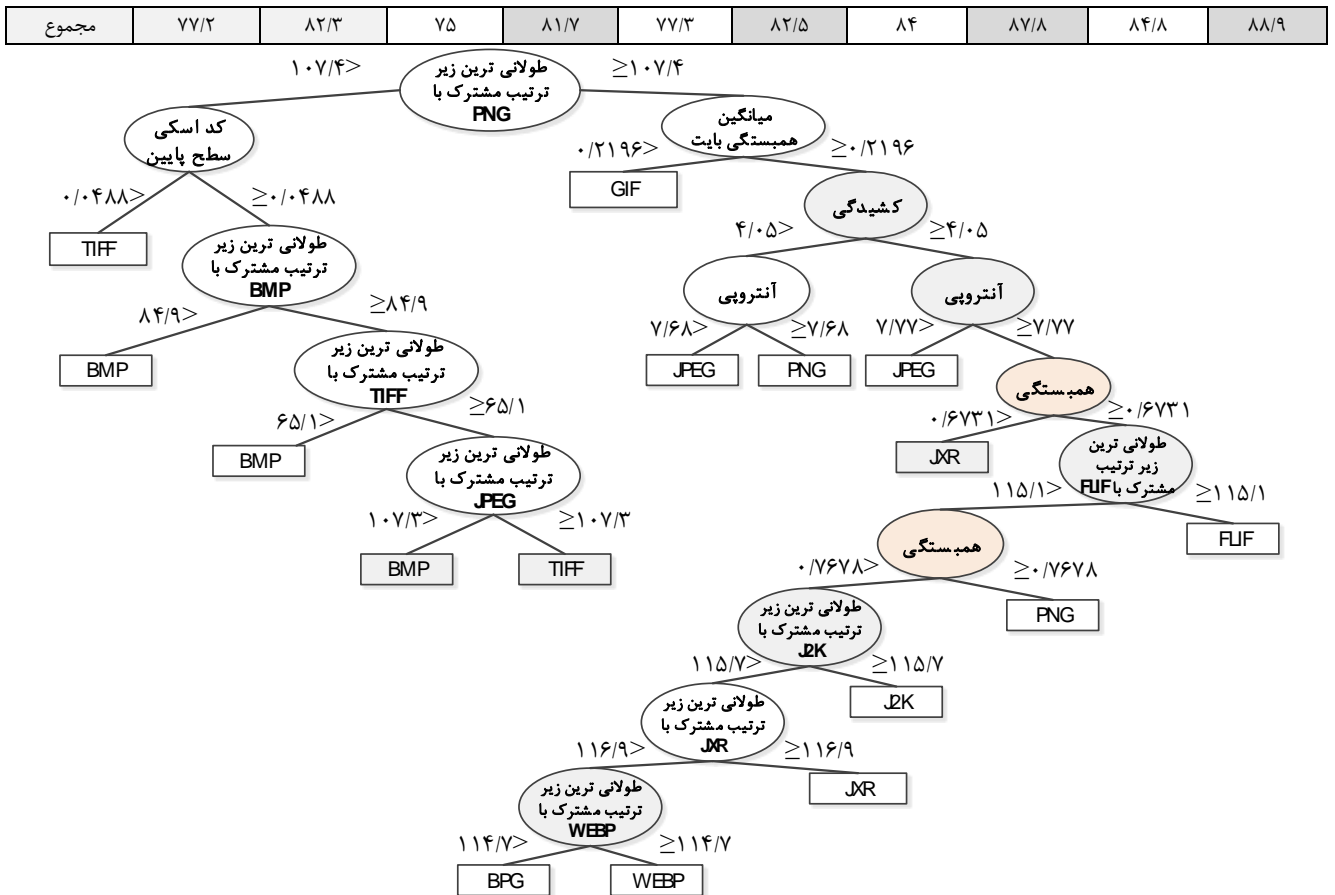 مجموع ۷۷/۲ ۸۲/۳ ۷۵ ۸۱/۷ ۷۷/۳ ۸۲/۵ ۸۴ ۸۷/۸ ۸۴/۸ ۸۸/۹
طولانی ترین زیر
ترتیب مشترک با
PNG
۱۰۷/۴>
≥۱۰۷/۴
کد اسکی
سطح پایین
میانگین
همبستگی بایت
۰/۰۴۸۸>
≥۰/۰۴۸۸
۰/۲۱۹۶>
≥۰/۲۱۹۶
TIFF
طولانی ترین زیر
ترتیب مشترک با
BMP
GIF
کشیدگی
۸۴/۹>
≥۸۴/۹
۴/۰۵>
≥۴/۰۵
BMP
طولانی ترین زیر
ترتیب مشترک با
TIFF
آنتروپی
آنتروپی
۷/۶۸>
≥۷/۶۸
۷/۷۷>
≥۷/۷۷
JPEG
PNG
JPEG
همبستگی
۶۵/۱>
≥۶۵/۱
۰/۶۷۳۱>
≥۰/۶۷۳۱
BMP
طولانی ترین زیر
ترتیب مشترک با
JPEG
JXR
طولانی ترین
زیر ترتیب
مشترک با FLIF
۱۰۷/۳>
≥۱۰۷/۳
۱۱۵/۱>
≥۱۱۵/۱
BMP
TIFF
همبستگی
FLIF
۰/۷۶۷۸>
≥۰/۷۶۷۸
طولانی ترین زیر
ترتیب مشترک با
J2K
PNG
۱۱۵/۷>
≥۱۱۵/۷
طولانی ترین زیر
ترتیب مشترک با
JXR
J2K
۱۱۶/۹>
≥۱۱۶/۹
طولانی ترین زیر
ترتیب مشترک با
WEBP
JXR
۱۱۴/۷>
≥۱۱۴/۷
BPG
WEBP